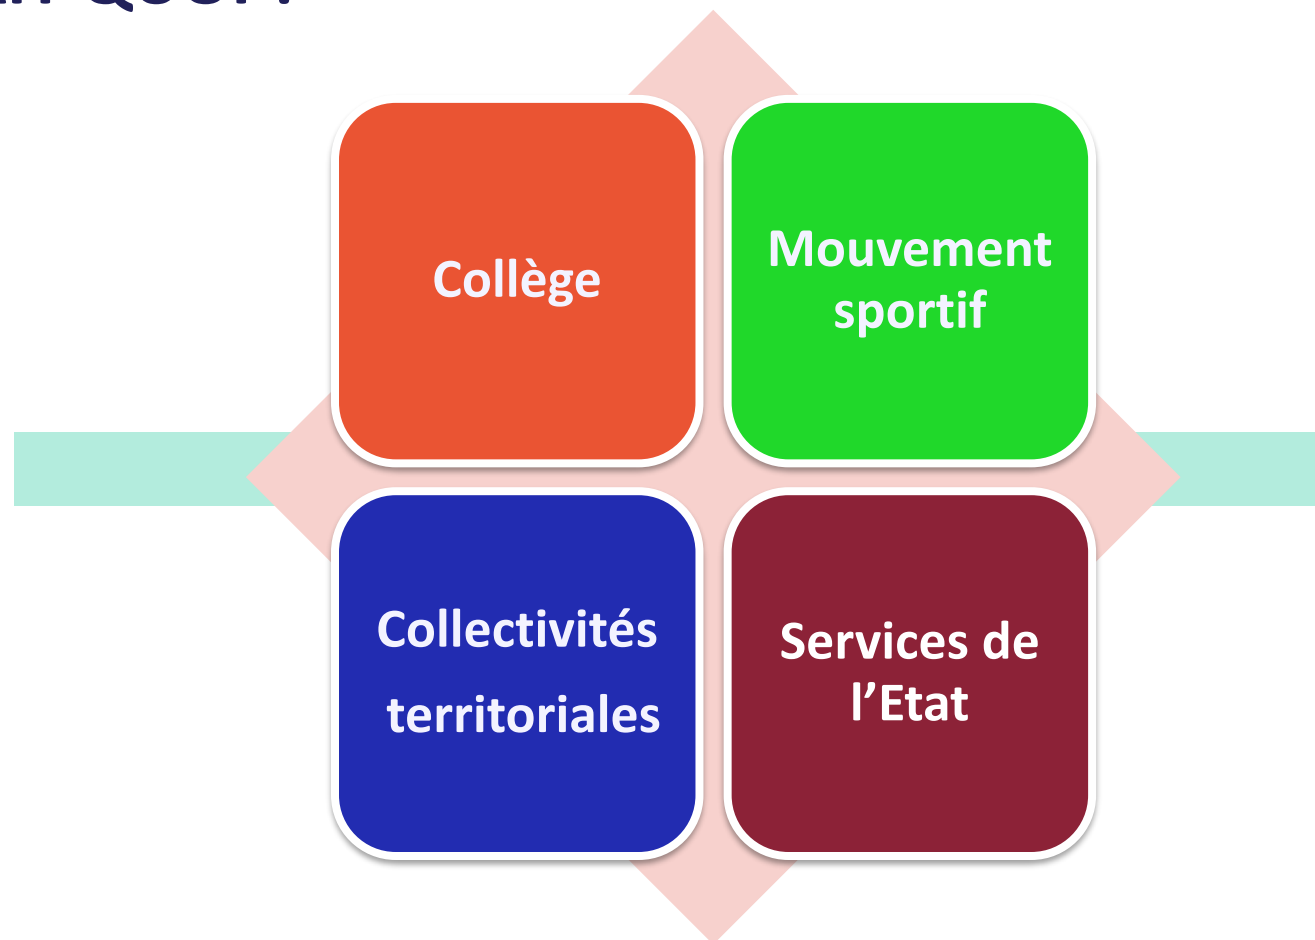 Collège
Mouvement
sportif
Collectivités
territoriales
Services de
l’Etat